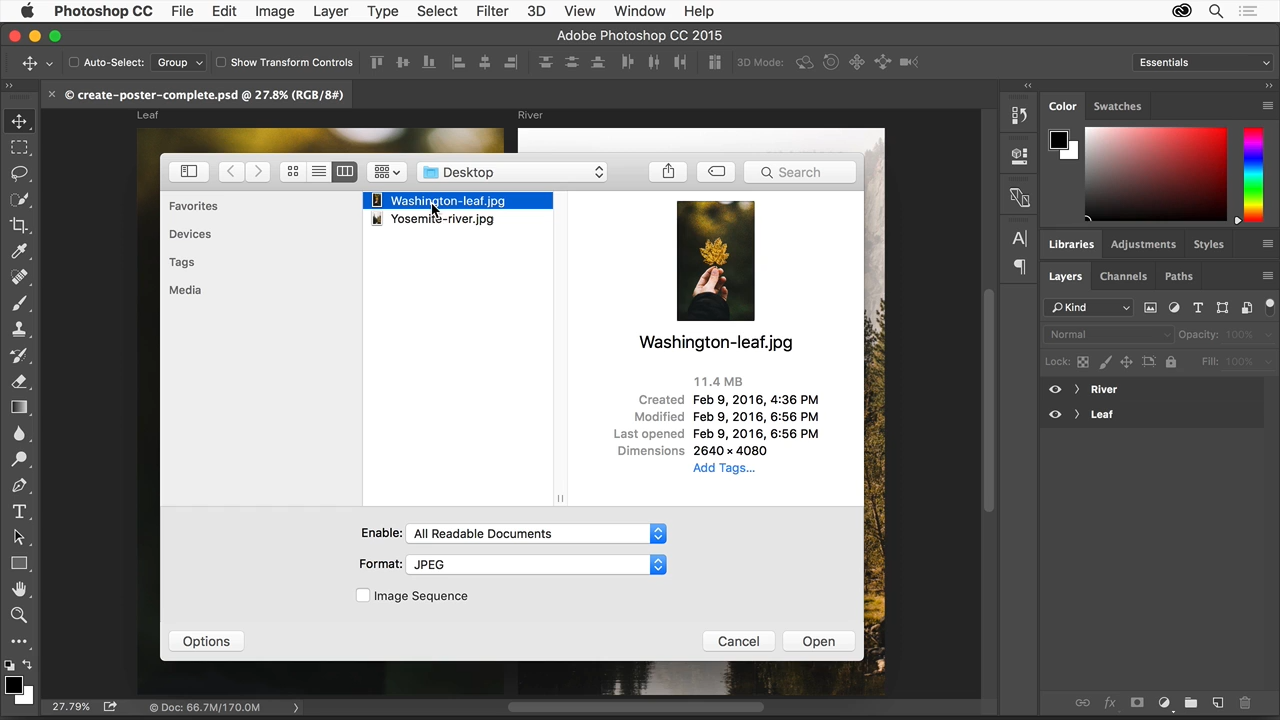 Photoshop CC File Edit Image Layer Type Select Filter 3D View Window Help
Adobe Photoshop CC 2015
Auto-Select: Group Show Transform Controls 3D Mode: Essentials
× © create-poster-complete.psd @ 27.8% (RGB/8#)
Leaf River
Desktop
Search
Favorites
Devices
Tags
Media
Washington-leaf.jpg
Yosemite-river.jpg
Washington-leaf.jpg
11.4 MB
Created Feb 9, 2016, 4:36 PM
Modified Feb 9, 2016, 6:56 PM
Last opened Feb 9, 2016, 6:56 PM
Dimensions 2640 × 4080
Add Tags...
Enable: All Readable Documents
Format: JPEG
Image Sequence
Options Cancel Open
Color Swatches
Libraries Adjustments Styles
Layers Channels Paths
Kind
Normal Opacity: 100%
Lock: Fill: 100%
River
Leaf
27.79% © Doc: 66.7M/170.0M